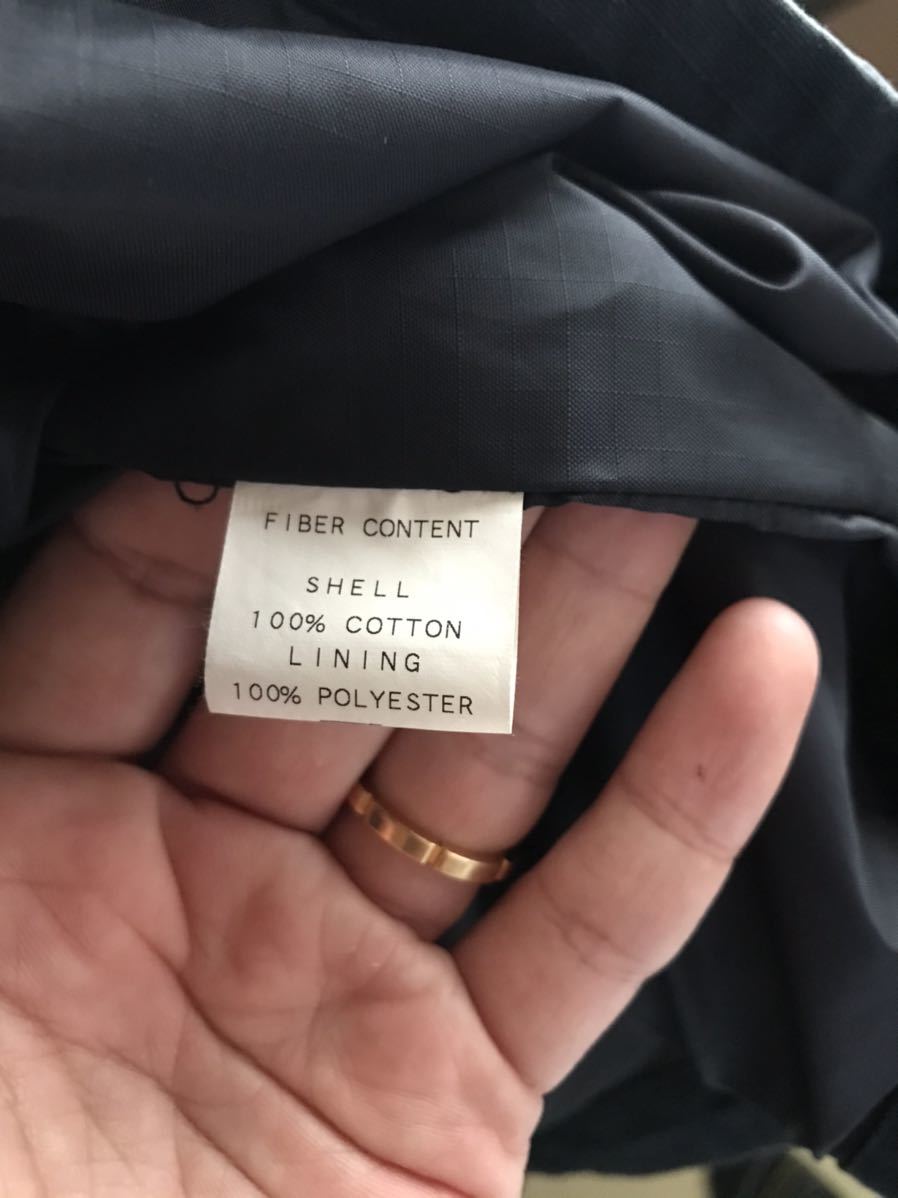 FIBER CONTENT
SHELL
100% COTTON
LINING
100% POLYESTER